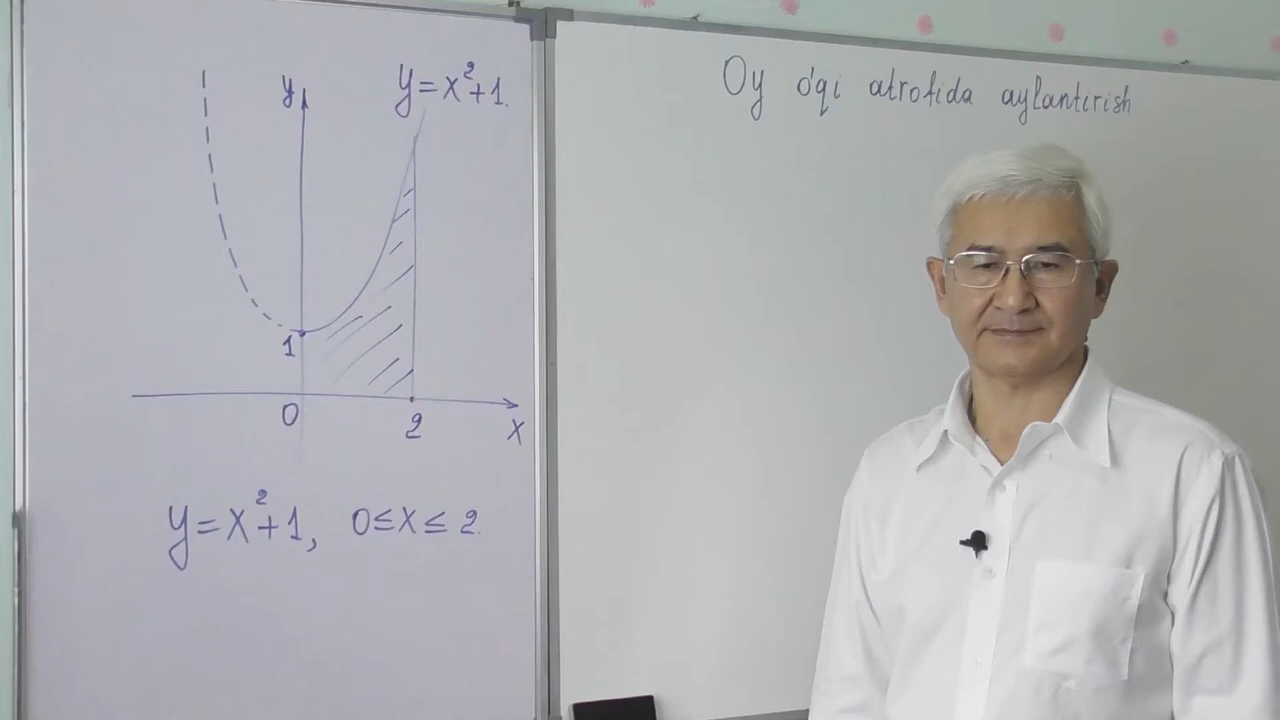 y
y=x²+1.
1
0
2
x
y=x²+1, 0≤x≤2.
Oy o'qi atrofida aylantirish